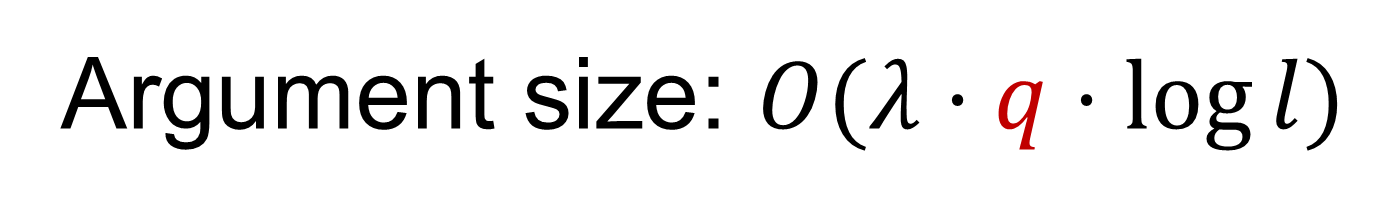 Argument size: 𝑂(𝜆 · 𝑞 · log 𝑙)